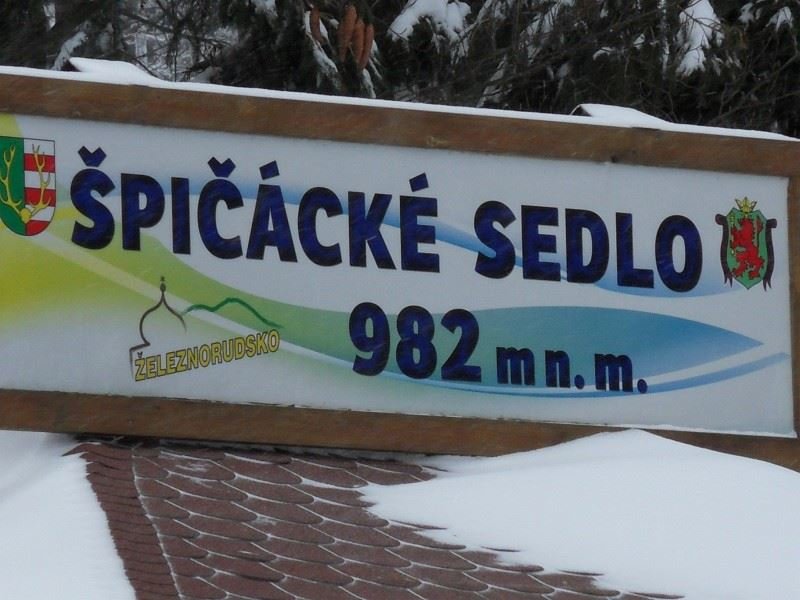 ŠPIČÁCKÉ SEDLO
982 m n. m.
ŽELEZNORUDSKO